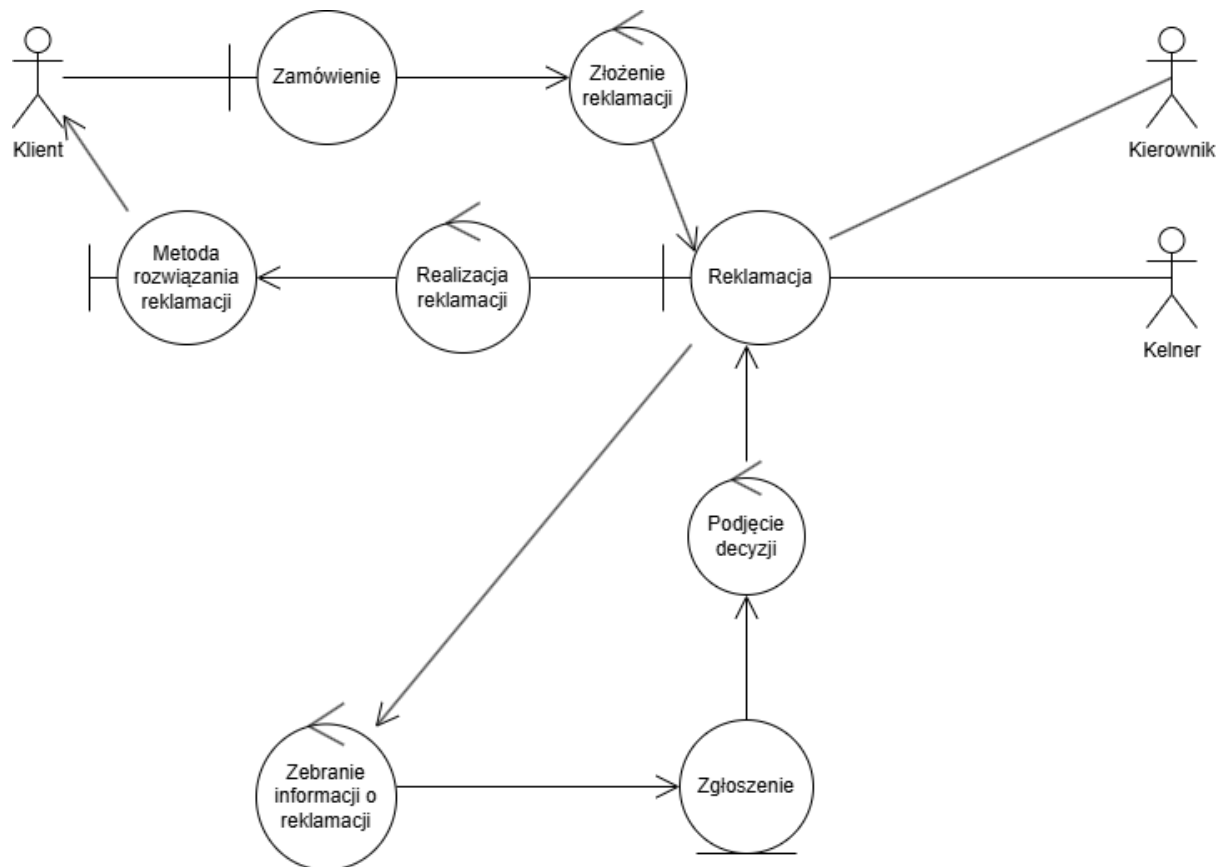 Zamówienie
Złożenie
reklamacji
Klient
Kierownik
Metoda
rozwiązania
reklamacji
Realizacja
reklamacji
Reklamacja
Kelner
Podjęcie
decyzji
Zebranie
informacji o
reklamacji
Zgłoszenie